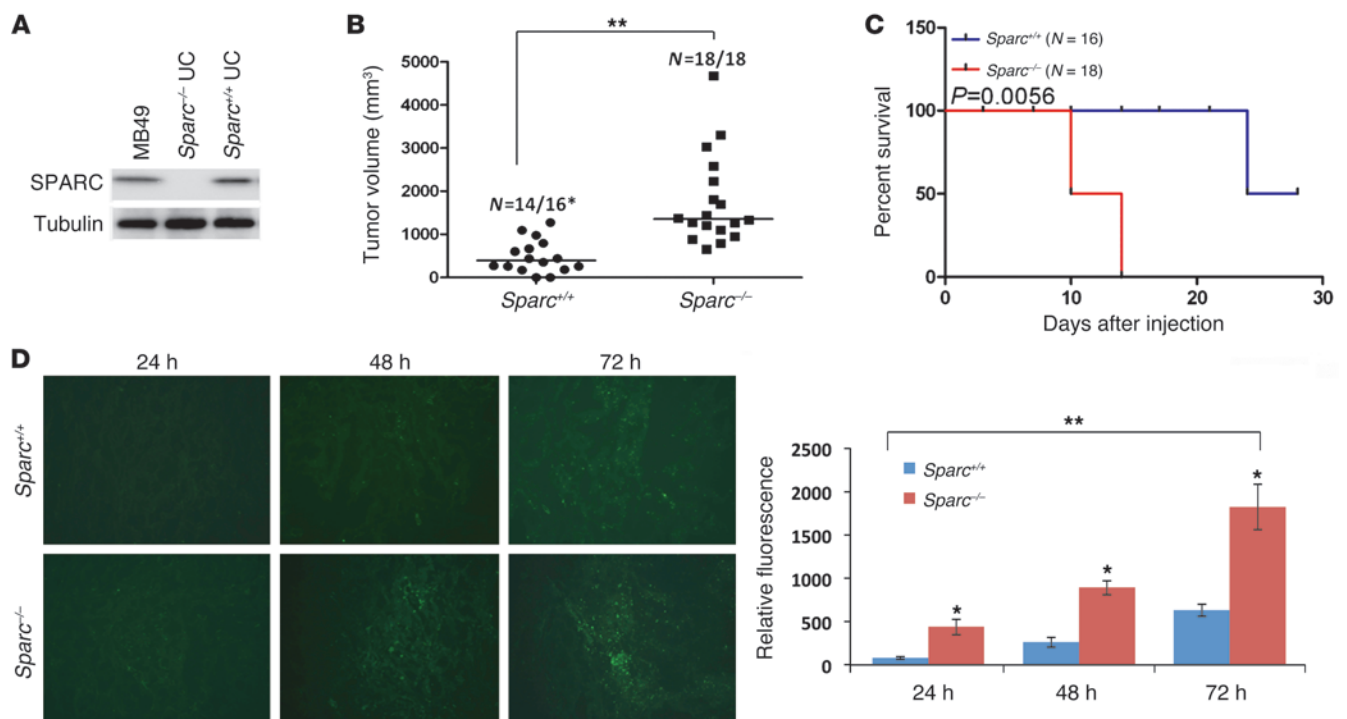 A
MB49
Sparc⁻/⁻ UC
Sparc⁺/⁺ UC
SPARC
Tubulin
B
**
N=18/18
N=14/16*
Tumor volume (mm³)
5000
4000
3000
2000
1000
0
Sparc⁺/⁺
Sparc⁻/⁻
C
Sparc⁺/⁺ (N = 16)
Sparc⁻/⁻ (N = 18)
P=0.0056
Percent survival
150
100
50
0
0
10
20
30
Days after injection
D
24 h
48 h
72 h
Sparc⁺/⁺
Sparc⁻/⁻
**
Sparc⁺/⁺
Sparc⁻/⁻
*
*
*
Relative fluorescence
2500
2000
1500
1000
500
0
24 h
48 h
72 h